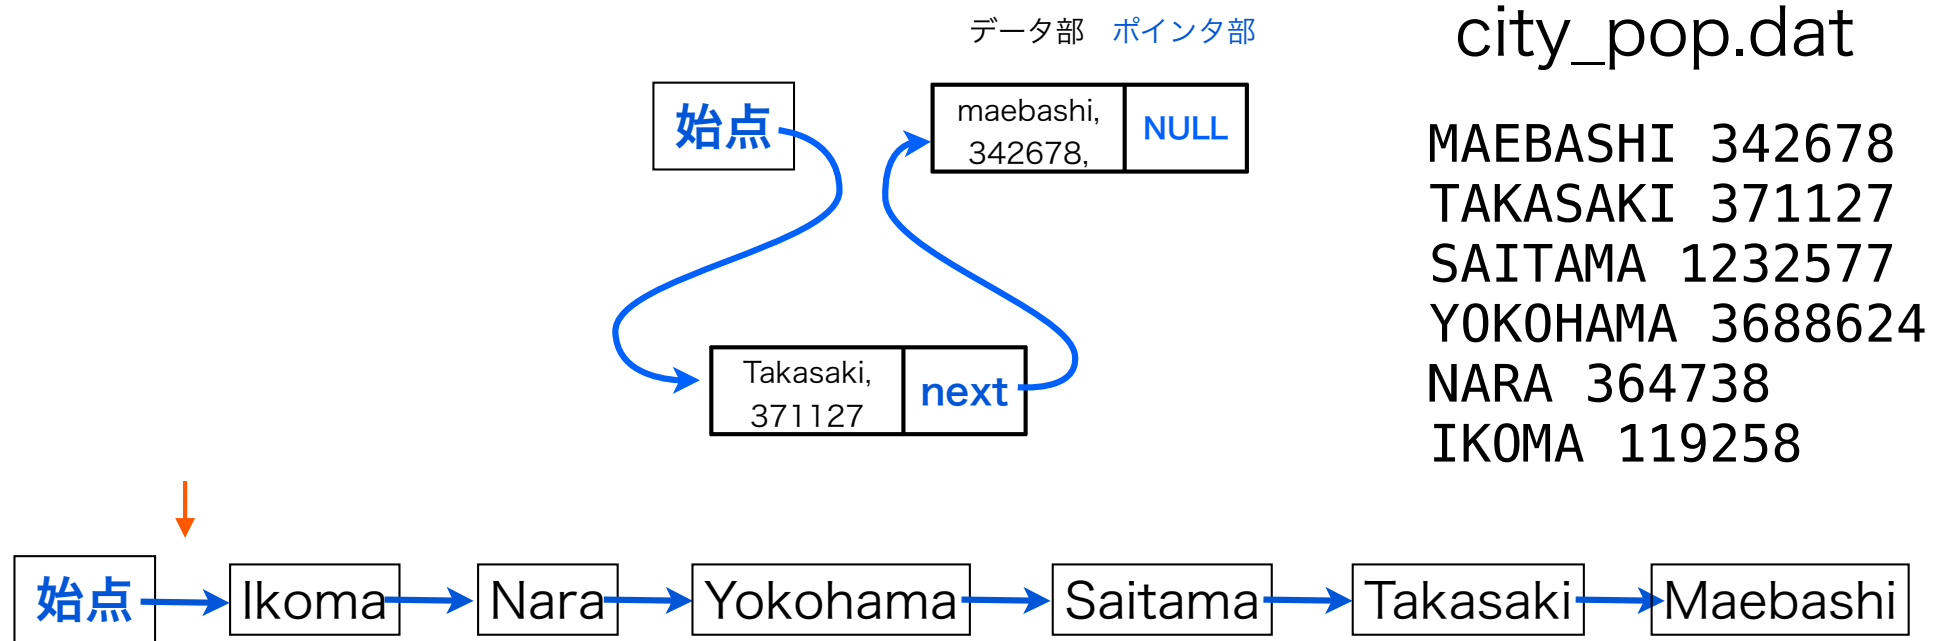 データ部 ポインタ部
city_pop.dat
始点
maebashi,
342678,
NULL
Takasaki,
371127
next
MAEBASHI 342678
TAKASAKI 371127
SAITAMA 1232577
YOKOHAMA 3688624
NARA 364738
IKOMA 119258
始点 Ikoma Nara Yokohama Saitama Takasaki Maebashi